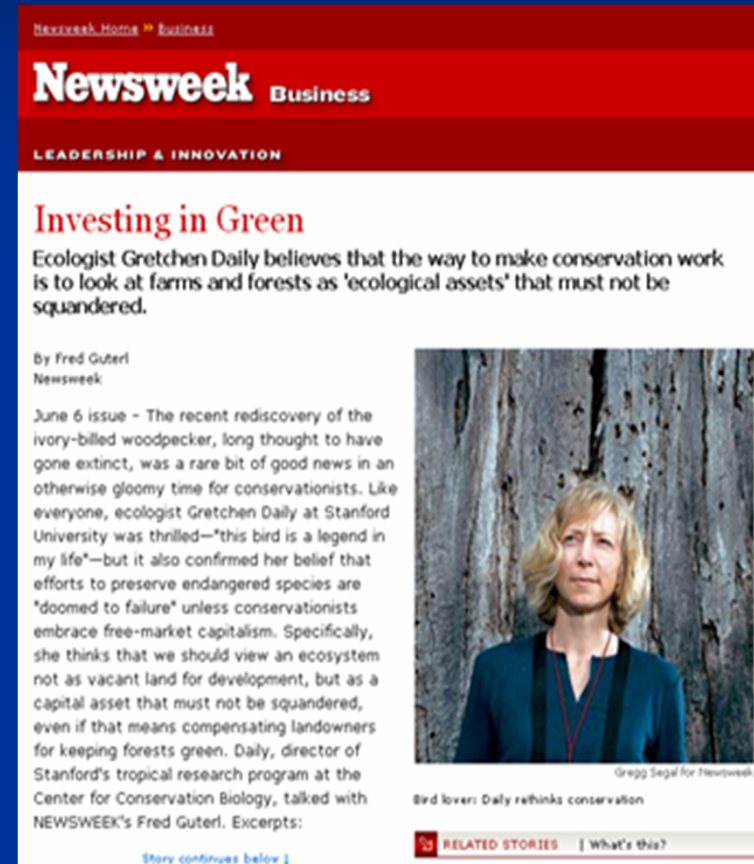 Newsweek Home » Business
Newsweek Business
LEADERSHIP & INNOVATION
Investing in Green
Ecologist Gretchen Daily believes that the way to make conservation work
is to look at farms and forests as 'ecological assets' that must not be
squandered.
By Fred Guterl
Newsweek
June 6 issue - The recent rediscovery of the
ivory-billed woodpecker, long thought to have
gone extinct, was a rare bit of good news in an
otherwise gloomy time for conservationists. Like
everyone, ecologist Gretchen Daily at Stanford
University was thrilled—"this bird is a legend in
my life"—but it also confirmed her belief that
efforts to preserve endangered species are
"doomed to failure" unless conservationists
embrace free-market capitalism. Specifically,
she thinks that we should view an ecosystem
not as vacant land for development, but as a
capital asset that must not be squandered,
even if that means compensating landowners
for keeping forests green. Daily, director of
Stanford's tropical research program at the
Center for Conservation Biology, talked with
NEWSWEEK's Fred Guterl. Excerpts:
Story continues below ↓
Gregg Segal for Newsweek
Bird lover: Daily rethinks conservation
RELATED STORIES | What's this?